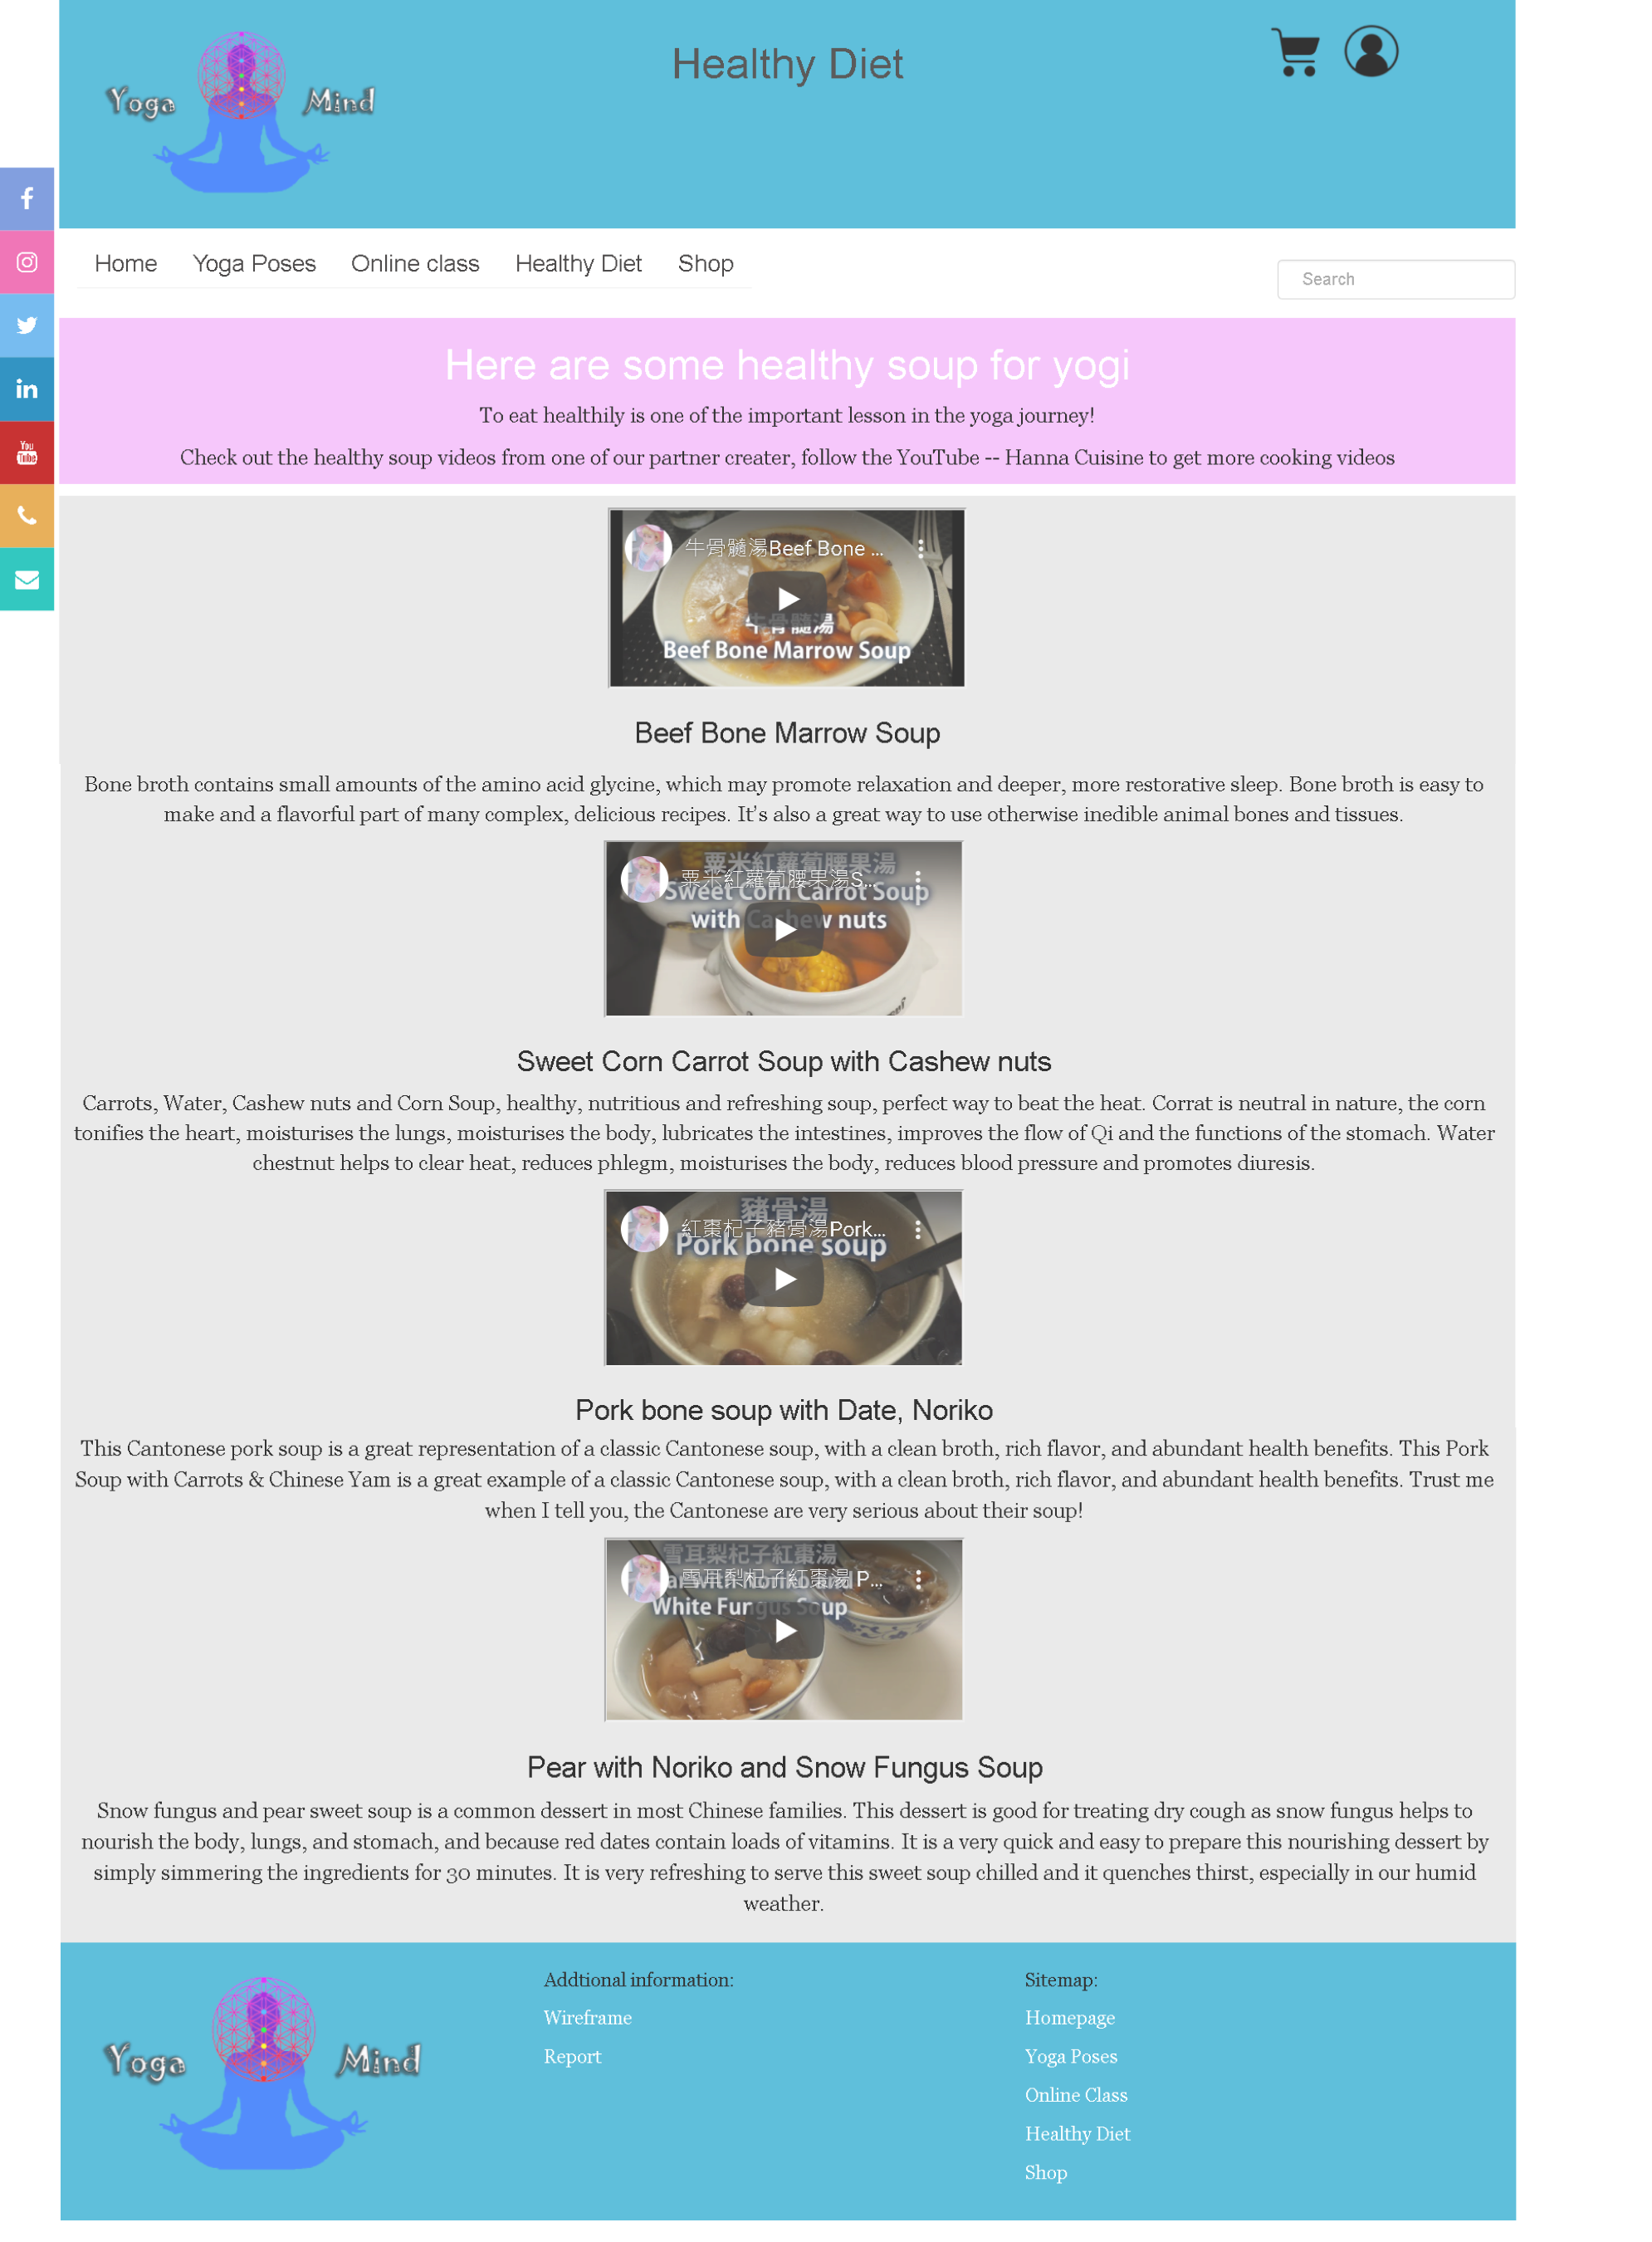 Yoga Mind
Healthy Diet
Home Yoga Poses Online class Healthy Diet Shop
Search
Here are some healthy soup for yogi
To eat healthily is one of the important lesson in the yoga journey!
Check out the healthy soup videos from one of our partner creater, follow the YouTube -- Hanna Cuisine to get more cooking videos
in
You Tube
牛骨髓湯Beef Bone ...
牛骨髓湯
Beef Bone Marrow Soup
Beef Bone Marrow Soup
Bone broth contains small amounts of the amino acid glycine, which may promote relaxation and deeper, more restorative sleep. Bone broth is easy to
make and a flavorful part of many complex, delicious recipes. It's also a great way to use otherwise inedible animal bones and tissues.
粟米紅蘿蔔腰果湯
粟米紅蘿蔔腰果湯S...
Sweet Corn Carrot Soup
with Cashew nuts
Sweet Corn Carrot Soup with Cashew nuts
Carrots, Water, Cashew nuts and Corn Soup, healthy, nutritious and refreshing soup, perfect way to beat the heat. Corrat is neutral in nature, the corn
tonifies the heart, moisturises the lungs, moisturises the body, lubricates the intestines, improves the flow of Qi and the functions of the stomach. Water
chestnut helps to clear heat, reduces phlegm, moisturises the body, reduces blood pressure and promotes diuresis.
豬骨湯
紅棗杞子豬骨湯Pork...
Pork bone soup
Pork bone soup with Date, Noriko
This Cantonese pork soup is a great representation of a classic Cantonese soup, with a clean broth, rich flavor, and abundant health benefits. This Pork
Soup with Carrots & Chinese Yam is a great example of a classic Cantonese soup, with a clean broth, rich flavor, and abundant health benefits. Trust me
when I tell you, the Cantonese are very serious about their soup!
雪耳梨杞子紅棗湯
雪耳梨杞子紅棗湯 P...
with Noriko and
White Fungus Soup
Pear with Noriko and Snow Fungus Soup
Snow fungus and pear sweet soup is a common dessert in most Chinese families. This dessert is good for treating dry cough as snow fungus helps to
nourish the body, lungs, and stomach, and because red dates contain loads of vitamins. It is a very quick and easy to prepare this nourishing dessert by
simply simmering the ingredients for 30 minutes. It is very refreshing to serve this sweet soup chilled and it quenches thirst, especially in our humid
weather.
Yoga Mind
Addtional information:
Wireframe
Report
Sitemap:
Homepage
Yoga Poses
Online Class
Healthy Diet
Shop